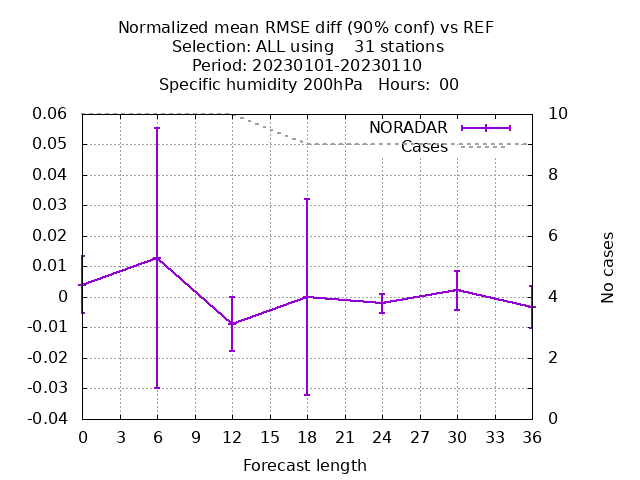 Normalized mean RMSE diff (90% conf) vs REF
Selection: ALL using    31 stations
Period: 20230101-20230110
Specific humidity 200hPa   Hours:  00
NORADAR
Cases
0.06
0.05
0.04
0.03
0.02
0.01
0
-0.01
-0.02
-0.03
-0.04
10
8
6
4
2
0
No cases
0 3 6 9 12 15 18 21 24 27 30 33 36
Forecast length